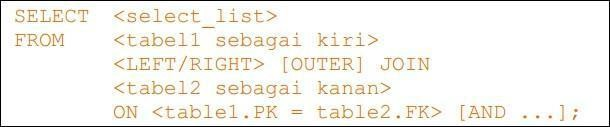 SELECT <select_list>
FROM <tabel1 sebagai kiri>
<LEFT/RIGHT> [OUTER] JOIN
<tabel2 sebagai kanan>
ON <table1.PK = table2.FK> [AND ...];